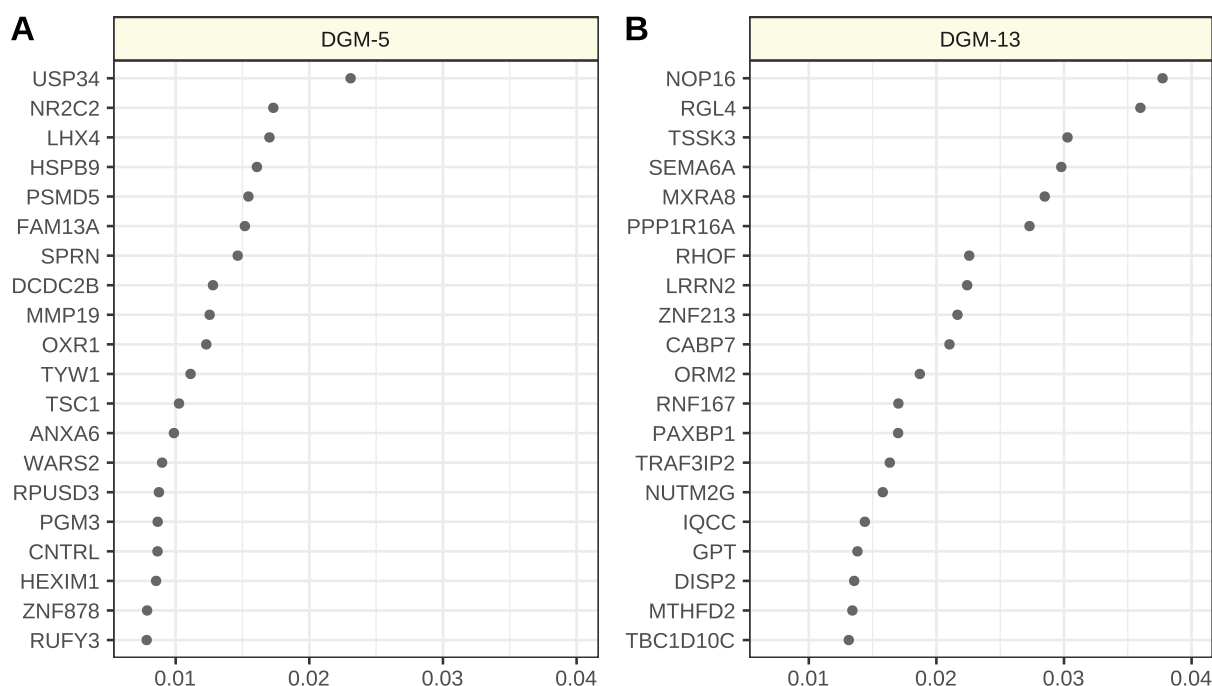 A
DGM-5
USP34
NR2C2
LHX4
HSPB9
PSMD5
FAM13A
SPRN
DCDC2B
MMP19
OXR1
TYW1
TSC1
ANXA6
WARS2
RPUSD3
PGM3
CNTRL
HEXIM1
ZNF878
RUFY3
0.01 0.02 0.03 0.04
B
DGM-13
NOP16
RGL4
TSSK3
SEMA6A
MXRA8
PPP1R16A
RHOF
LRRN2
ZNF213
CABP7
ORM2
RNF167
PAXBP1
TRAF3IP2
NUTM2G
IQCC
GPT
DISP2
MTHFD2
TBC1D10C
0.01 0.02 0.03 0.04